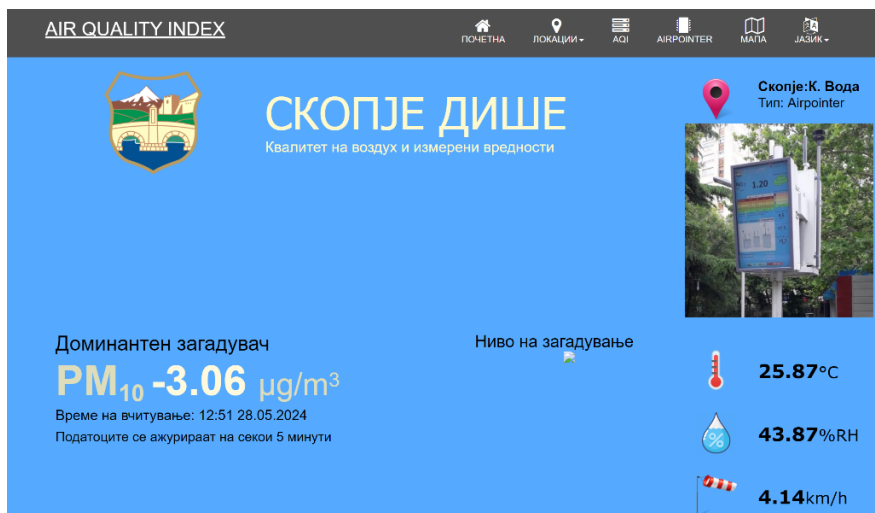 AIR QUALITY INDEX
ПОЧЕТНА
ЛОКАЦИИ
AQI
AIRPOINTER
МАПА
ЈАЗИК
СКОПЈЕ ДИШЕ
Квалитет на воздух и измерени вредности
Скопје:К. Вода
Тип: Airpointer
1.20
Доминантен загадувач
PM₁₀ -3.06 µg/m³
Време на вчитување: 12:51 28.05.2024
Податоците се ажурираат на секои 5 минути
Ниво на загадување
25.87°C
43.87%RH
4.14km/h